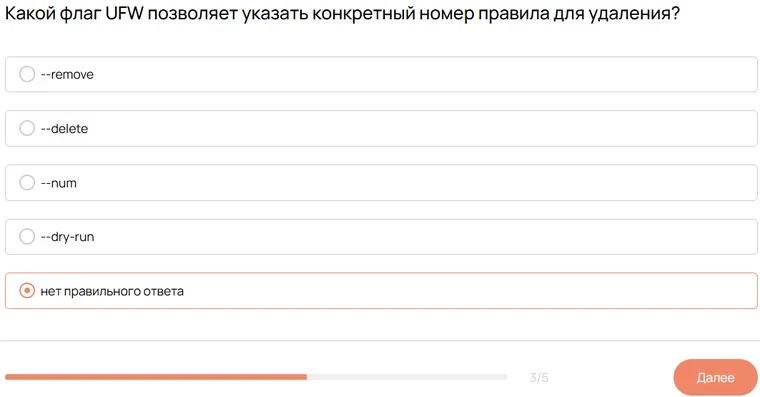 Какой флаг UFW позволяет указать конкретный номер правила для удаления?
--remove
--delete
--num
--dry-run
нет правильного ответа
3/5
Далее